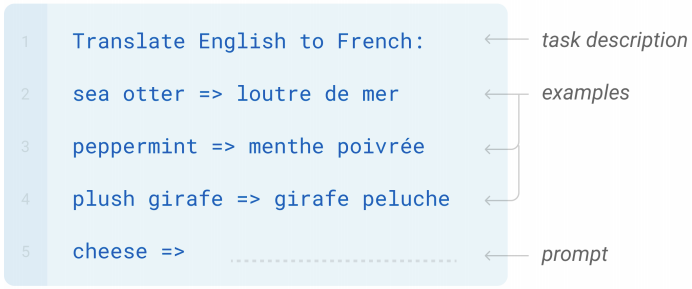 1 Translate English to French: task description
2 sea otter => loutre de mer examples
3 peppermint => menthe poivrée
4 plush girafe => girafe peluche
5 cheese => prompt